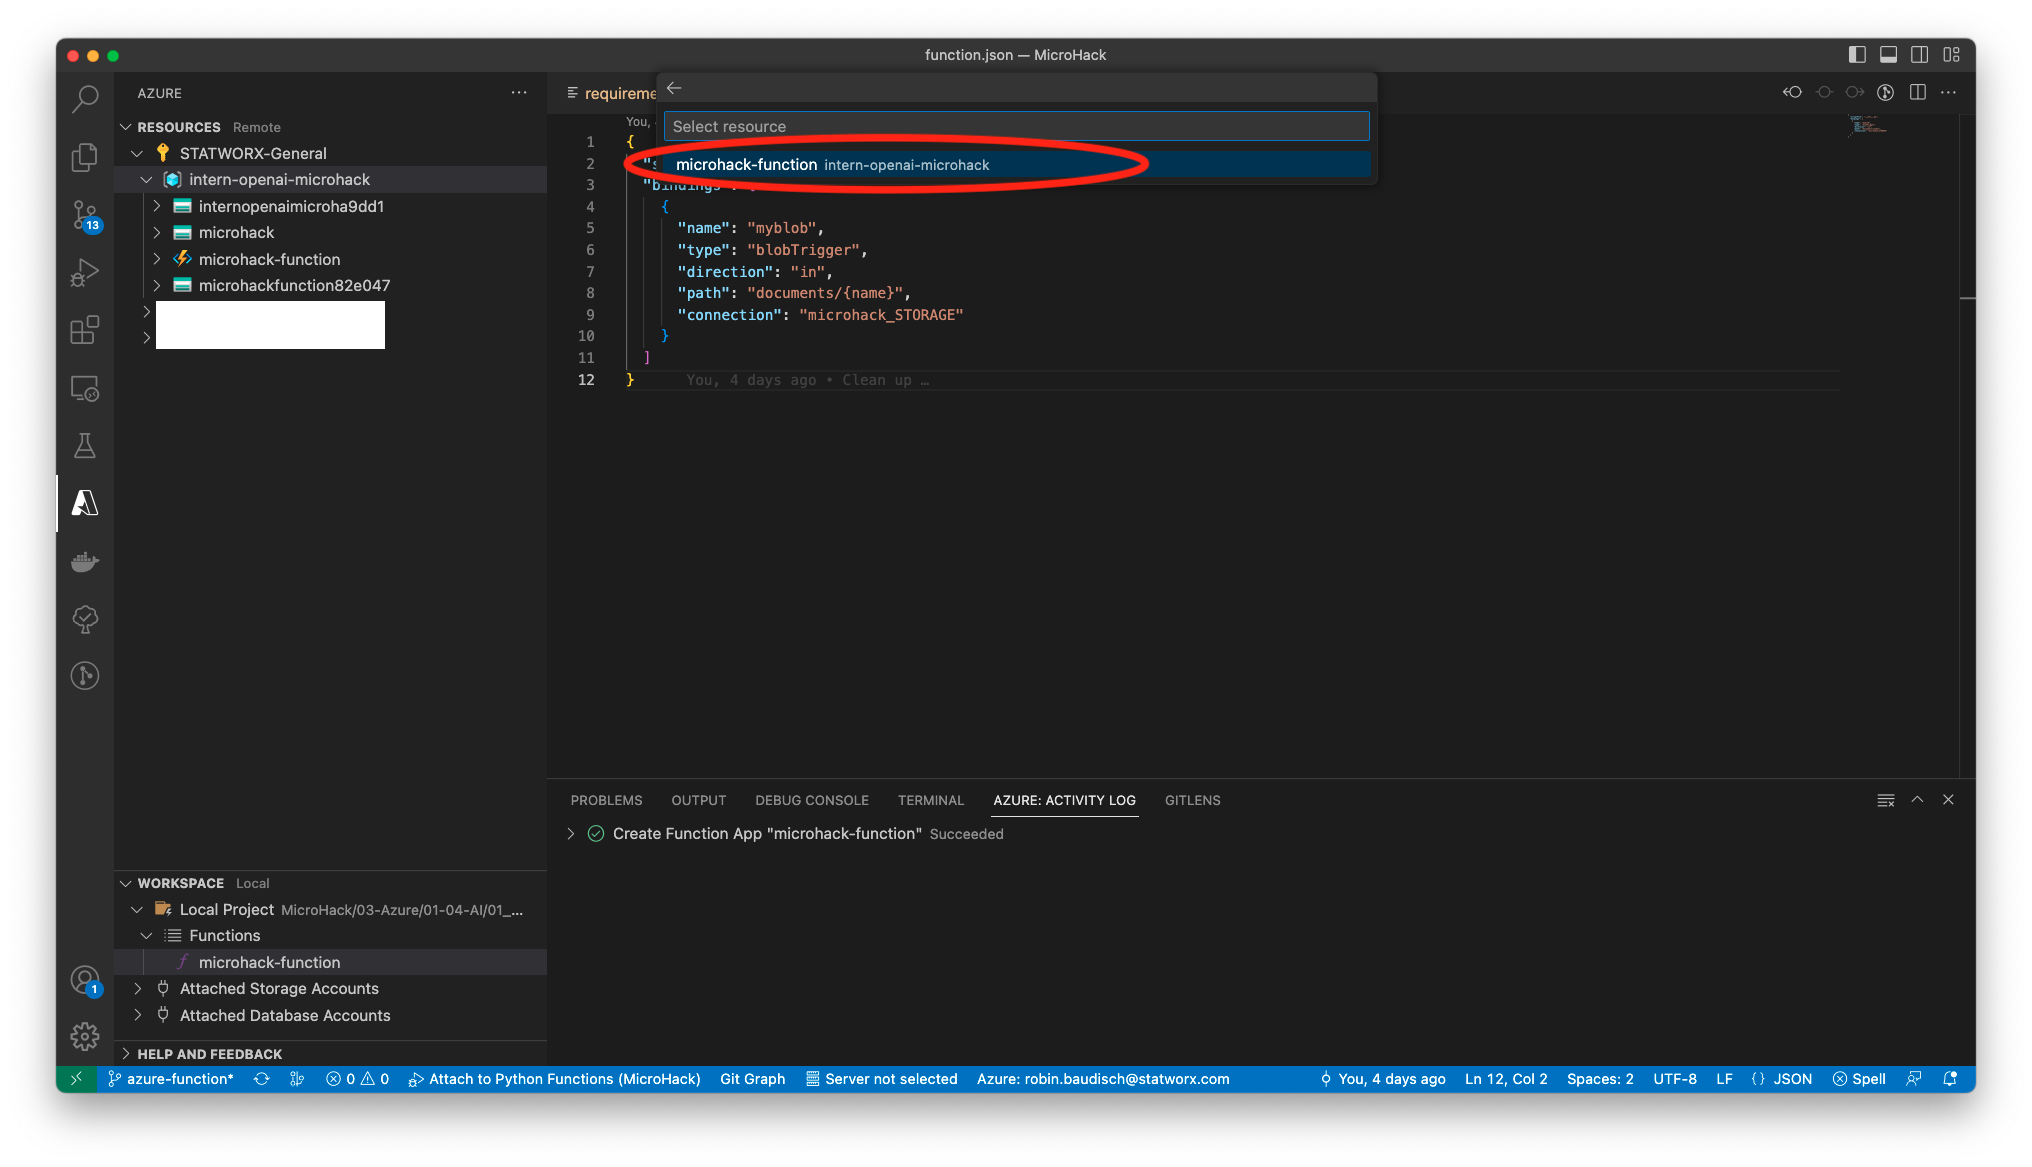 function.json — MicroHack
AZURE
RESOURCES Remote
STATWORX-General
intern-openai-microhack
internopenaimicroha9dd1
microhack
microhack-function
microhackfunction82e047
WORKSPACE Local
Local Project MicroHack/03-Azure/01-04-AI/01_...
Functions
microhack-function
Attached Storage Accounts
Attached Database Accounts
HELP AND FEEDBACK
13
1
Select resource
microhack-function intern-openai-microhack
You,
1 {
2
3 "bindings":
4 {
5 "name": "myblob",
6 "type": "blobTrigger",
7 "direction": "in",
8 "path": "documents/{name}",
9 "connection": "microhack_STORAGE"
10 }
11 ]
12 } You, 4 days ago • Clean up …
PROBLEMS OUTPUT DEBUG CONSOLE TERMINAL AZURE: ACTIVITY LOG GITLENS
Create Function App "microhack-function" Succeeded
azure-function* 0 0 Attach to Python Functions (MicroHack) Git Graph Server not selected Azure: robin.baudisch@statworx.com You, 4 days ago Ln 12, Col 2 Spaces: 2 UTF-8 LF {} JSON Spell